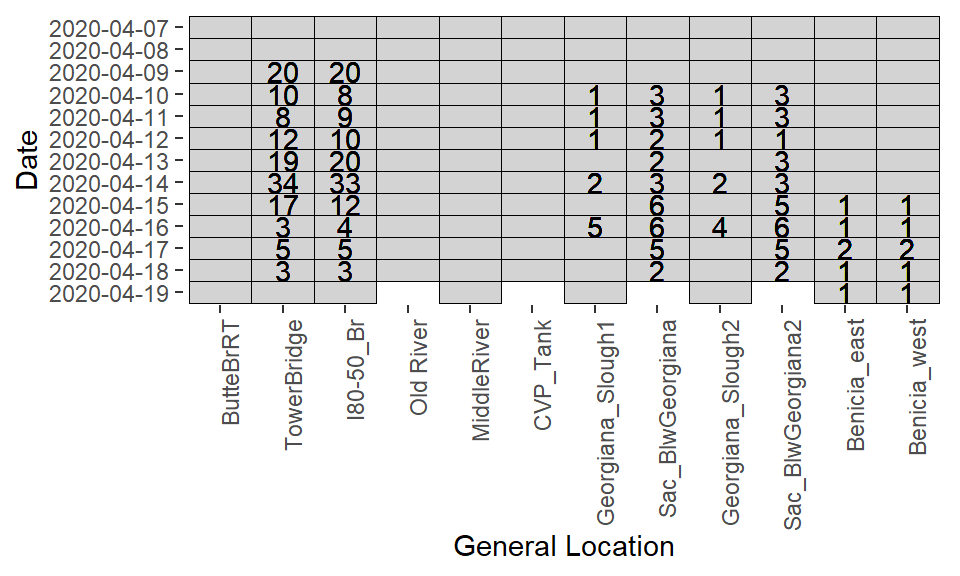 2020-04-07
2020-04-08
2020-04-09 20 20
2020-04-10 10 8 1 3 1 3
2020-04-11 8 9 1 3 1 3
2020-04-12 12 10 1 2 1 1
2020-04-13 19 20 2 3
2020-04-14 34 33 2 3 2 3
2020-04-15 17 12 6 5 1 1
2020-04-16 3 4 5 6 4 6 1 1
2020-04-17 5 5 5 5 2 2
2020-04-18 3 3 2 2 1 1
2020-04-19 1 1
Date
ButteBrRT
TowerBridge
I80-50_Br
Old River
MiddleRiver
CVP_Tank
Georgiana_Slough1
Sac_BlwGeorgiana
Georgiana_Slough2
Sac_BlwGeorgiana2
Benicia_east
Benicia_west
General Location